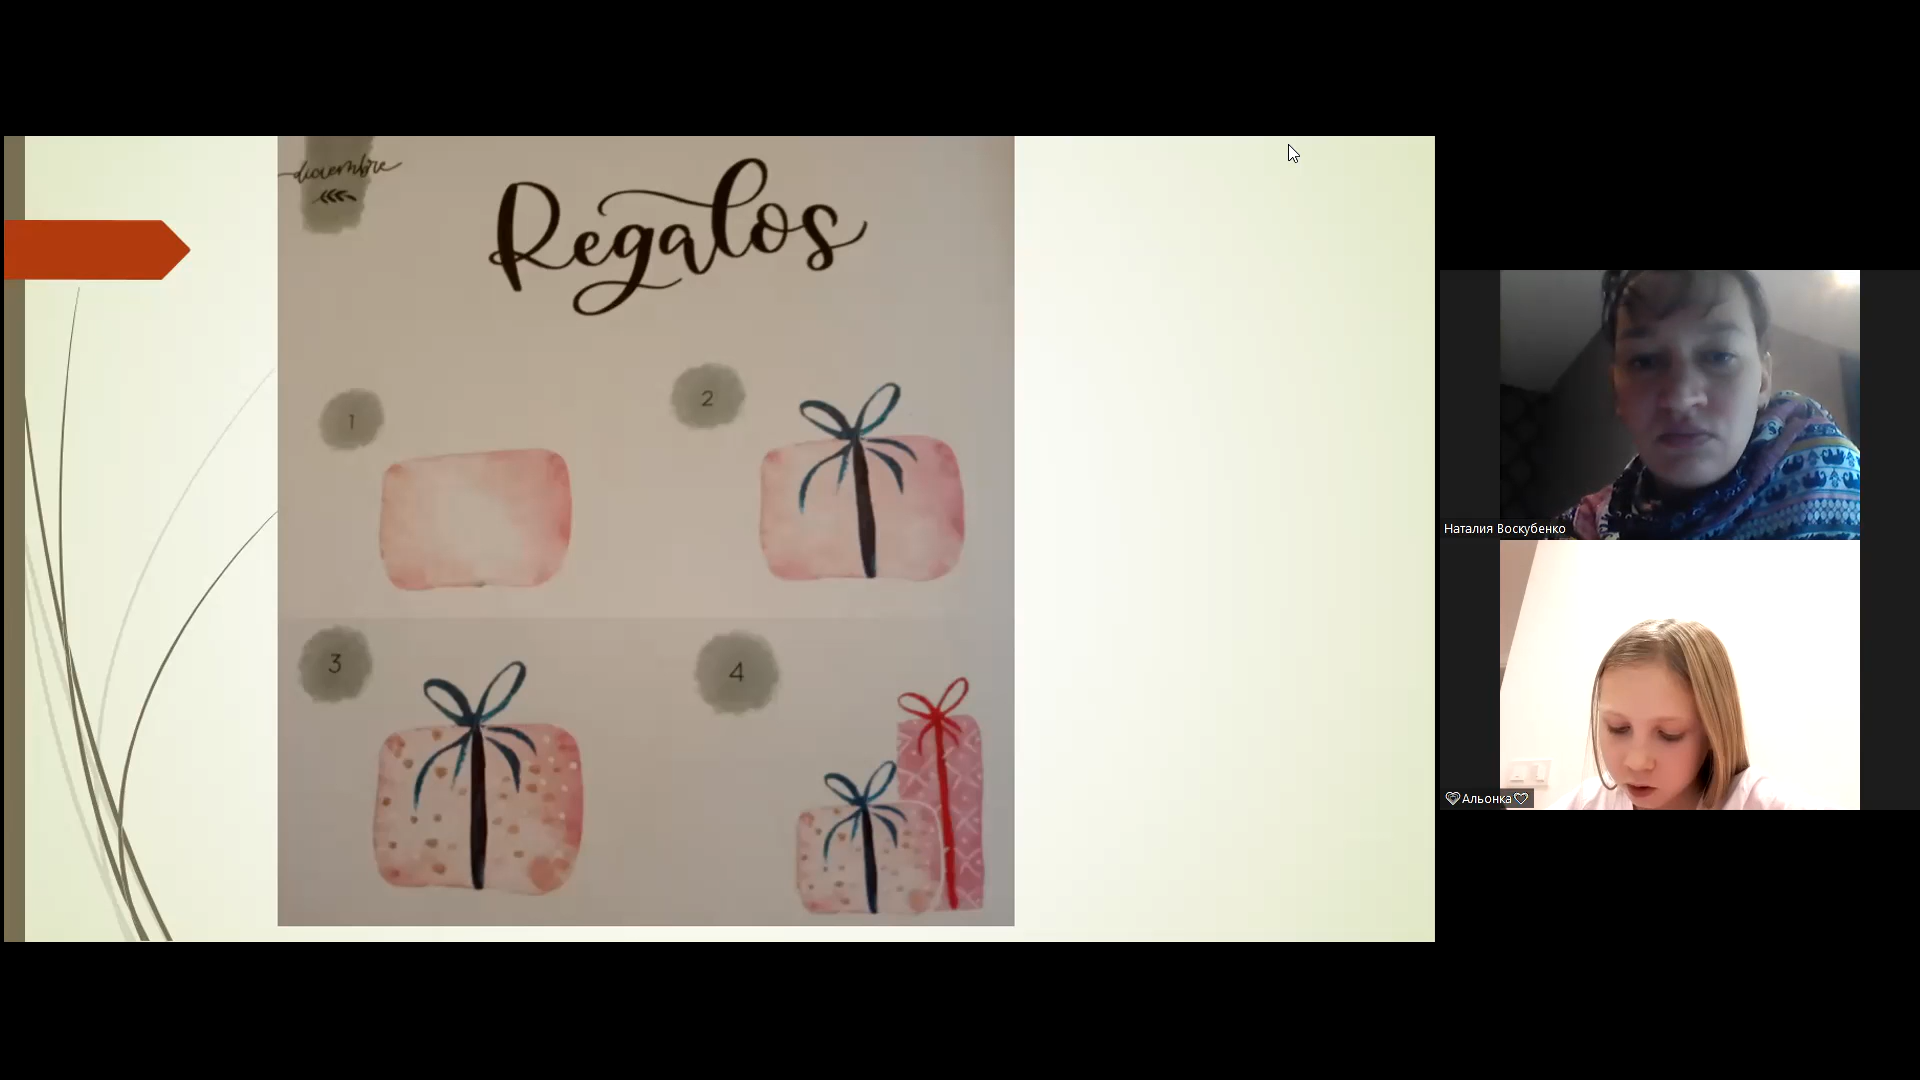 diciembre
Regalos
1
2
3
4
Наталия Воскубенко
🤍Альонка🤍